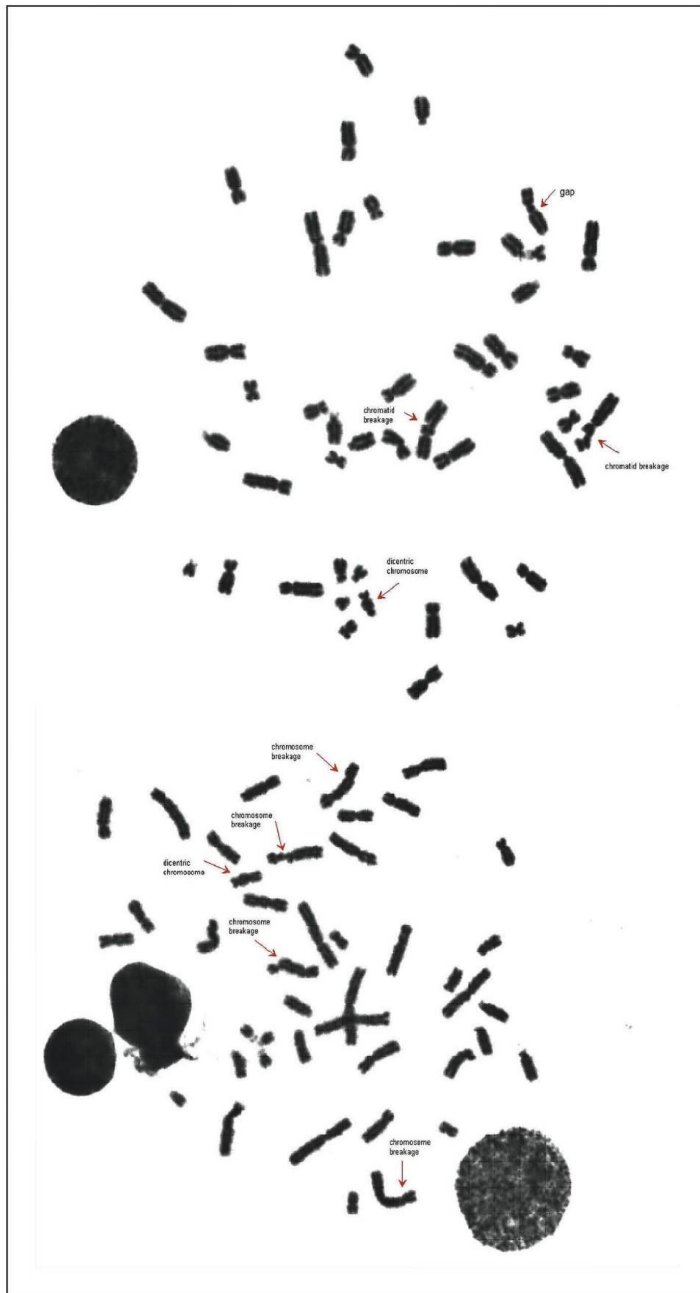 gap
chromatid
breakage
chromatid breakage
dicentric
chromosome
chromosome
breakage
chromosome
breakage
dicentric
chromosome
chromosome
breakage
chromosome
breakage